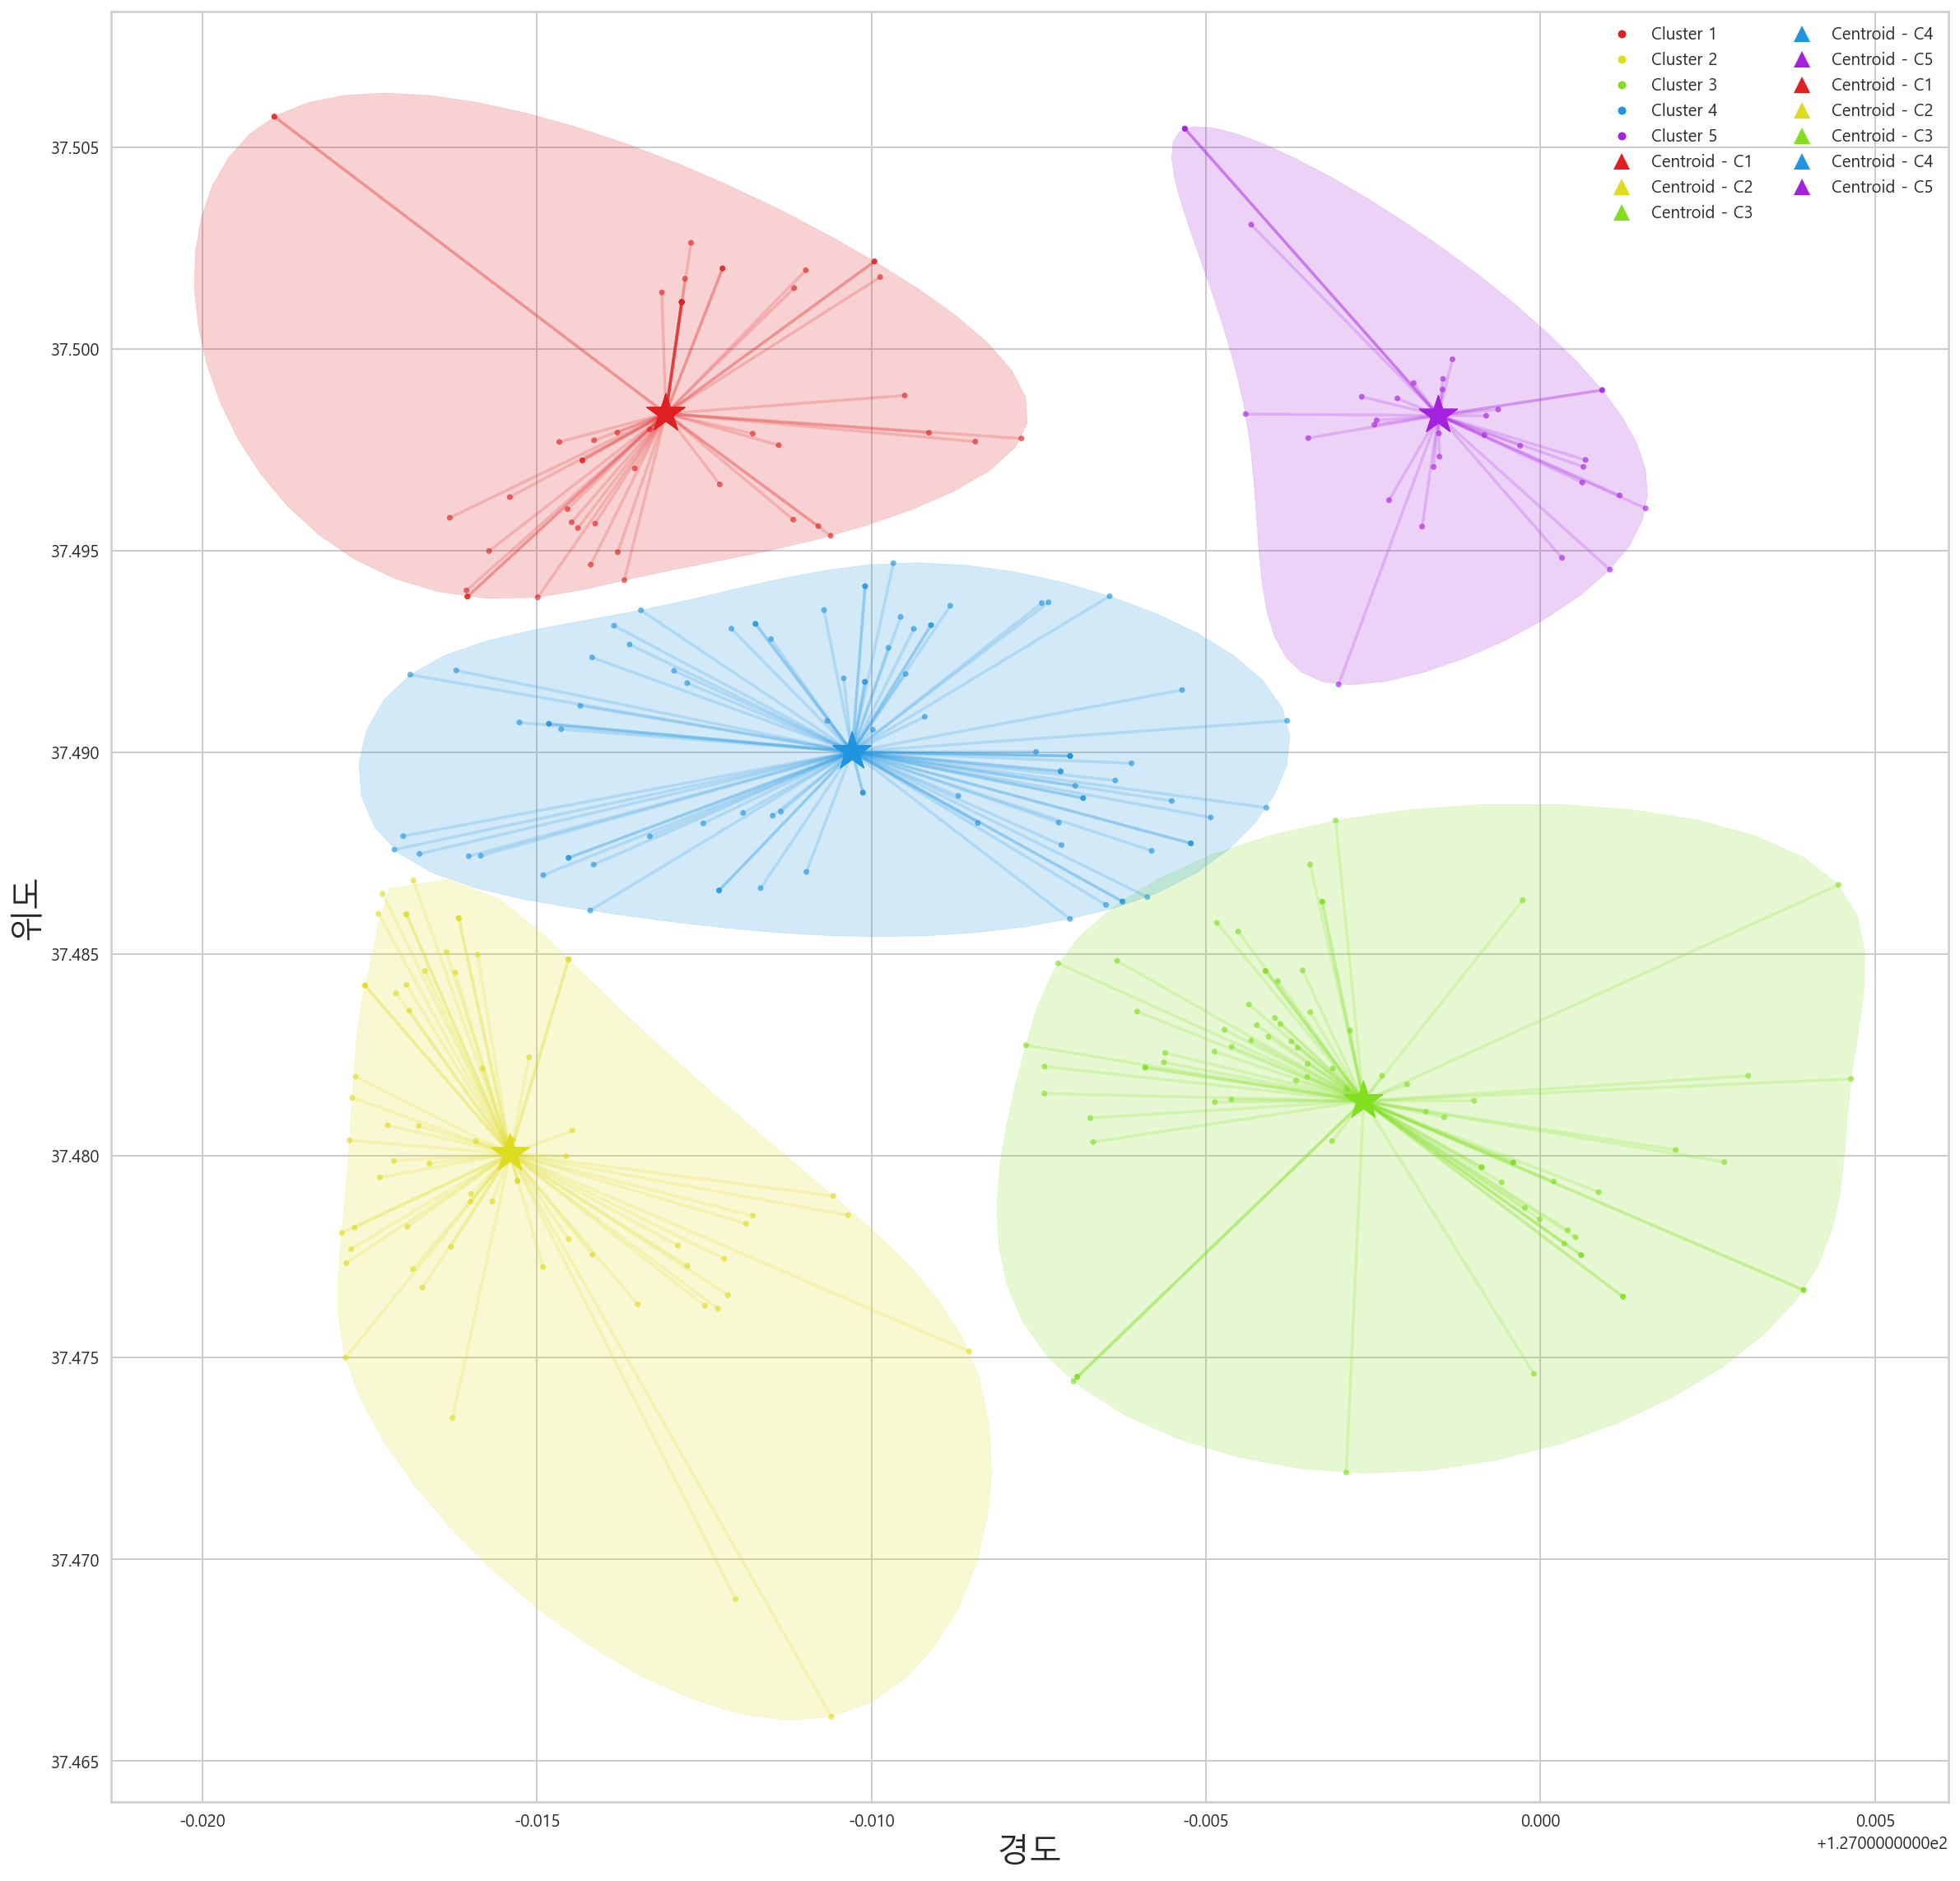 Cluster 1
Cluster 2
Cluster 3
Cluster 4
Cluster 5
Centroid - C1
Centroid - C2
Centroid - C3
Centroid - C4
Centroid - C5
Centroid - C1
Centroid - C2
Centroid - C3
Centroid - C4
Centroid - C5
37.505
37.500
37.495
37.490
37.485
37.480
37.475
37.470
37.465
위도
-0.020
-0.015
-0.010
-0.005
0.000
0.005
+1.2700000000e2
경도